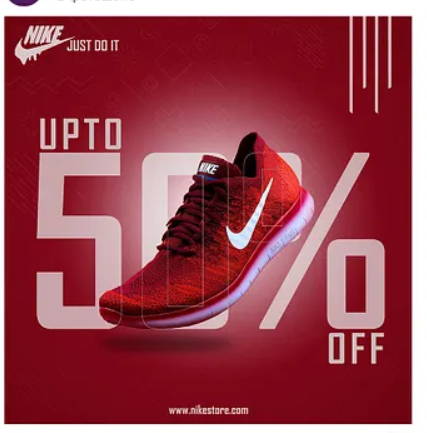 NIKE
JUST DO IT
UPTO
50%
NIKE
OFF
www.nikestore.com